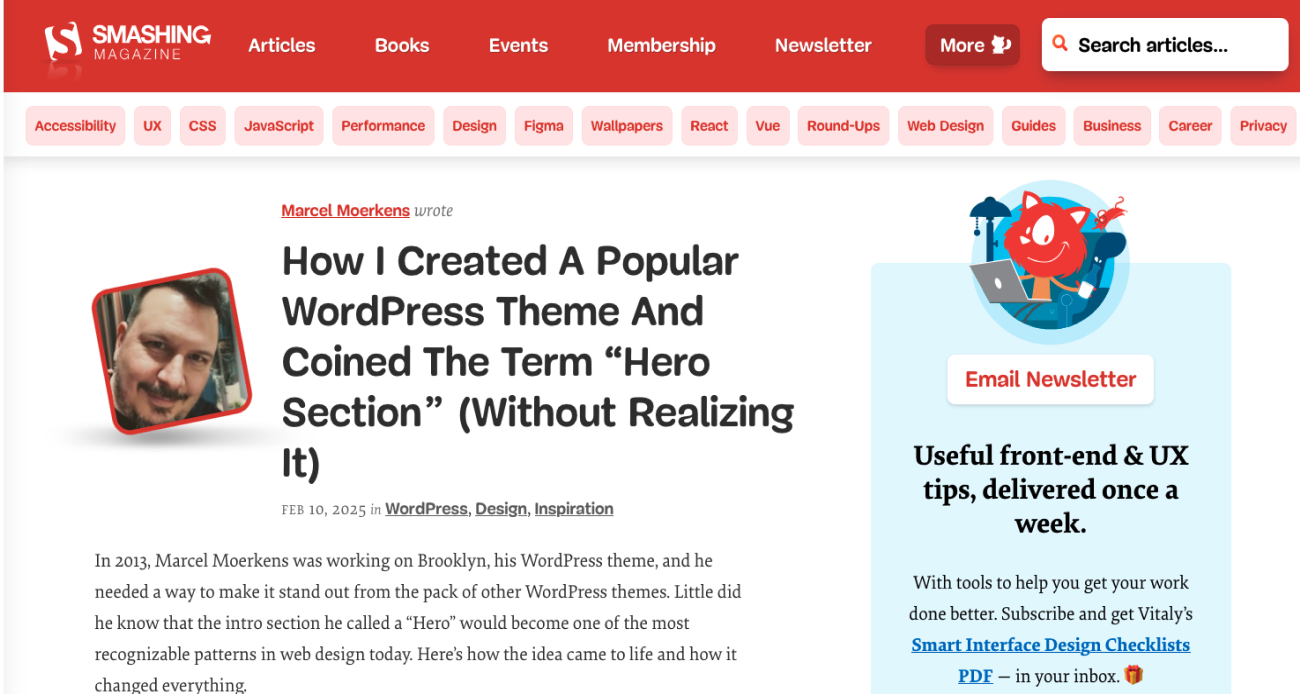 SMASHING
MAGAZINE
Articles
Books
Events
Membership
Newsletter
More
Search articles...
Accessibility
UX
CSS
JavaScript
Performance
Design
Figma
Wallpapers
React
Vue
Round-Ups
Web Design
Guides
Business
Career
Privacy
Marcel Moerkens wrote
How I Created A Popular
WordPress Theme And
Coined The Term “Hero
Section” (Without Realizing
It)
FEB 10, 2025 in WordPress, Design, Inspiration
In 2013, Marcel Moerkens was working on Brooklyn, his WordPress theme, and he
needed a way to make it stand out from the pack of other WordPress themes. Little did
he know that the intro section he called a “Hero” would become one of the most
recognizable patterns in web design today. Here’s how the idea came to life and how it
changed everything.
Email Newsletter
Useful front-end & UX
tips, delivered once a
week.
With tools to help you get your work
done better. Subscribe and get Vitaly’s
Smart Interface Design Checklists
PDF — in your inbox. 🎁